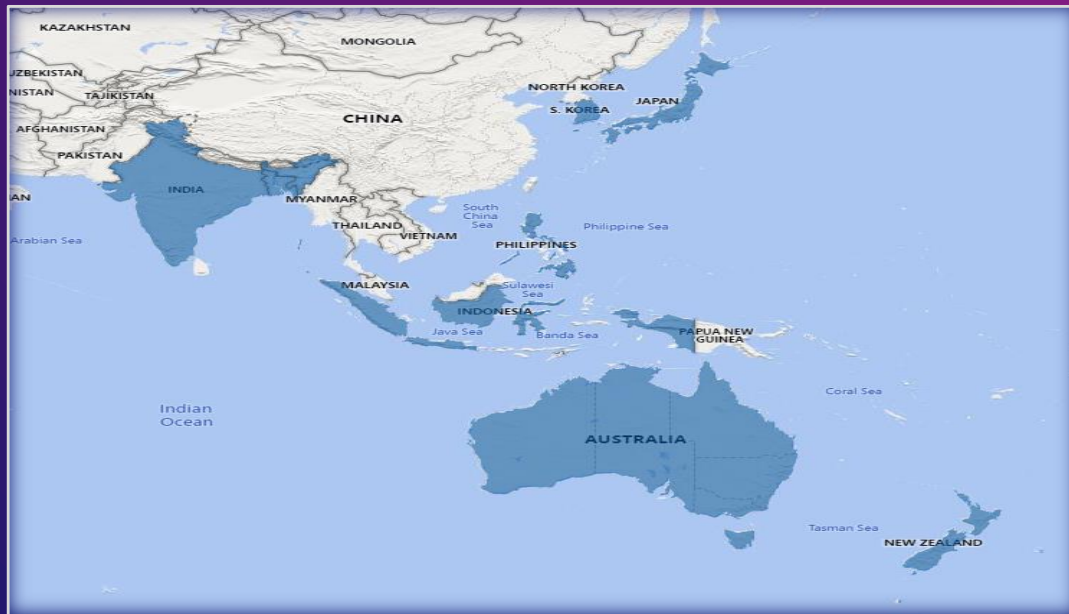 KAZAKHSTAN
MONGOLIA
UZBEKISTAN
TAJIKISTAN
NISTAN
AFGHANISTAN
PAKISTAN
CHINA
NORTH KOREA
S. KOREA
JAPAN
AN
INDIA
MYANMAR
Arabian Sea
THAILAND
VIETNAM
South
China
Sea
PHILIPPINES
Philippine Sea
MALAYSIA
Sulawesi
Sea
INDONESIA
Java Sea
Banda Sea
PAPUA NEW
GUINEA
Indian
Ocean
Coral Sea
AUSTRALIA
Tasman Sea
NEW ZEALAND